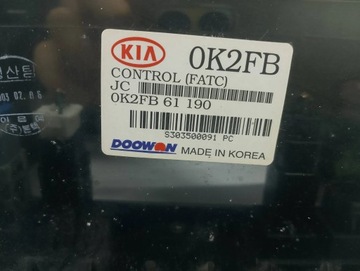 KIA
0K2FB
CONTROL (FATC)
JC
0K2FB 61 190
S303500091 PC
DOOWON MADE IN KOREA